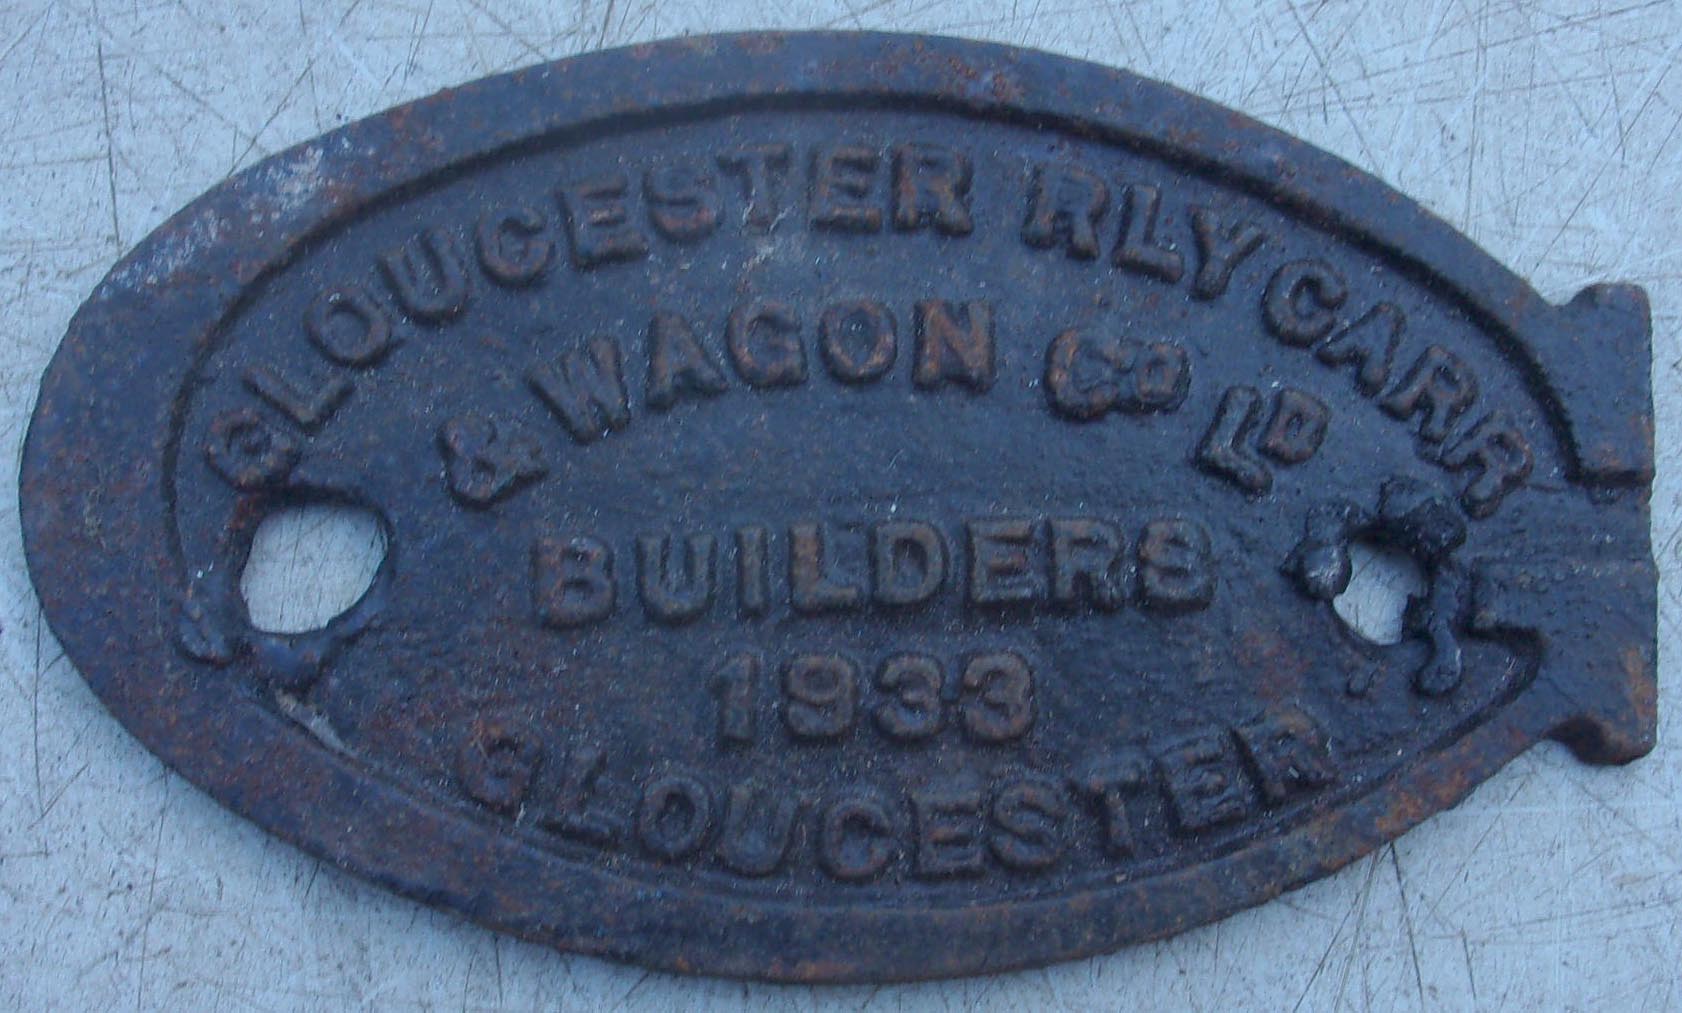 GLOUCESTER RLY CARR
& WAGON CO LD
BUILDERS
1933
GLOUCESTER